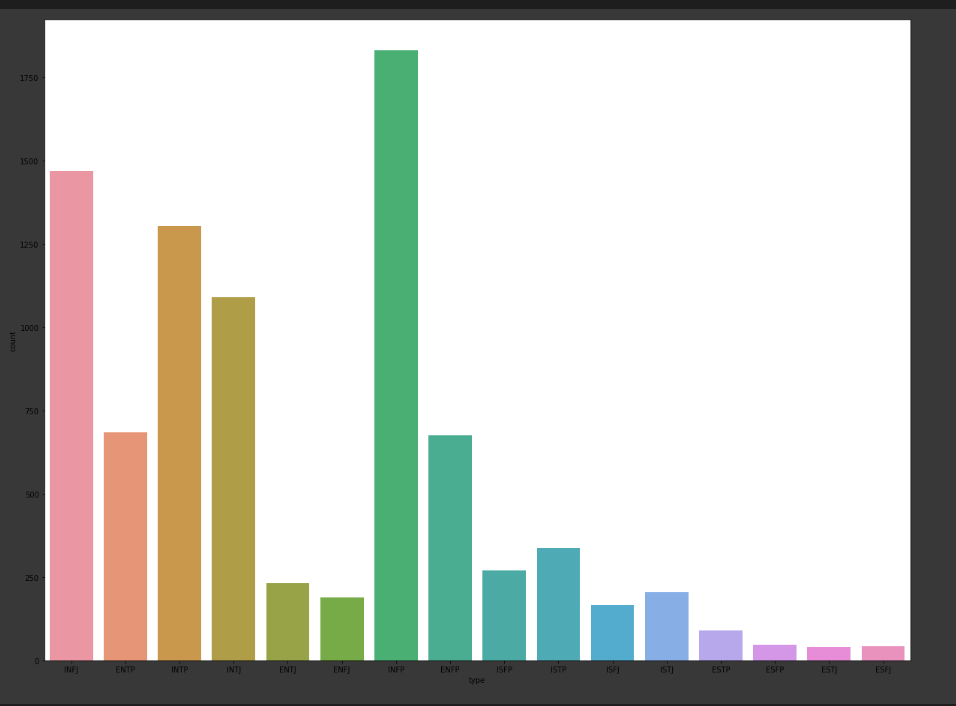 1750
1500
1250
1000
750
500
250
0
count
INFJ ENTP INTP INTJ ENTJ ENFJ INFP ENFP ISFP ISTP ISFJ ISTJ ESTP ESFP ESTJ ESFJ
type